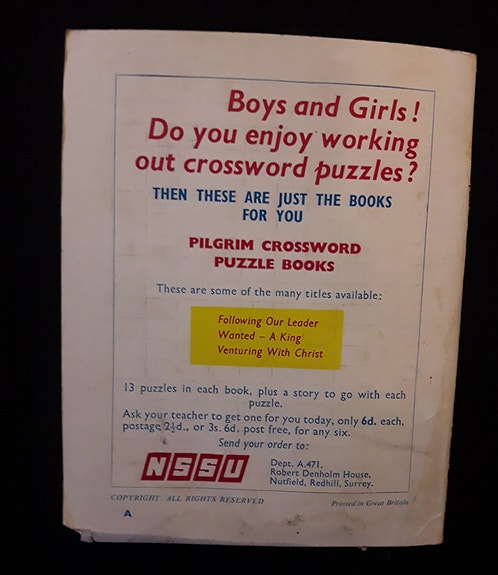 Boys and Girls!
Do you enjoy working
out crossword puzzles?
THEN THESE ARE JUST THE BOOKS
FOR YOU
PILGRIM CROSSWORD
PUZZLE BOOKS
These are some of the many titles available:
Following Our Leader
Wanted – A King
Venturing With Christ
13 puzzles in each book, plus a story to go with each
puzzle.
Ask your teacher to get one for you today, only 6d. each,
postage 2½d., or 3s. 6d. post free, for any six.
Send your order to:
NSSU
Dept. A.471,
Robert Denholm House,
Nutfield, Redhill, Surrey.
COPYRIGHT. ALL RIGHTS RESERVED
Printed in Great Britain
A